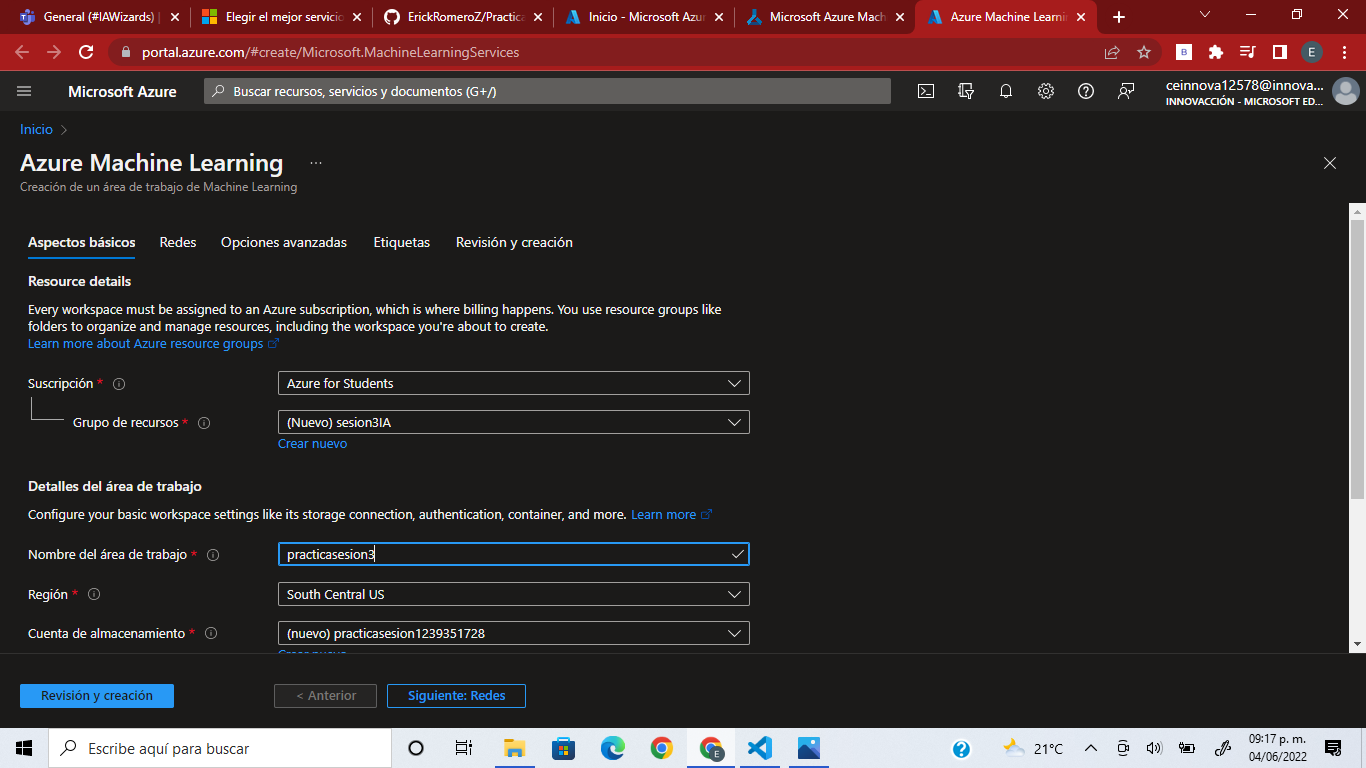 General (#IAWizards) |
Elegir el mejor servicio
ErickRomeroZ/Practica
Inicio - Microsoft Azur
Microsoft Azure Mach
Azure Machine Learnin
portal.azure.com/#create/Microsoft.MachineLearningServices
B
E
Microsoft Azure
Buscar recursos, servicios y documentos (G+/)
ceinnova12578@innova...
INNOVACCIÓN - MICROSOFT ED...
Inicio >
Azure Machine Learning ...
Creación de un área de trabajo de Machine Learning
Aspectos básicos Redes Opciones avanzadas Etiquetas Revisión y creación
Resource details
Every workspace must be assigned to an Azure subscription, which is where billing happens. You use resource groups like
folders to organize and manage resources, including the workspace you're about to create.
Learn more about Azure resource groups
Suscripción * Azure for Students
Grupo de recursos * (Nuevo) sesion3IA
Crear nuevo
Detalles del área de trabajo
Configure your basic workspace settings like its storage connection, authentication, container, and more. Learn more
Nombre del área de trabajo * practicasesion3
Región * South Central US
Cuenta de almacenamiento * (nuevo) practicasesion1239351728
Crear nuevo
Revisión y creación < Anterior Siguiente: Redes
Escribe aquí para buscar
E
21°C
09:17 p. m.
04/06/2022